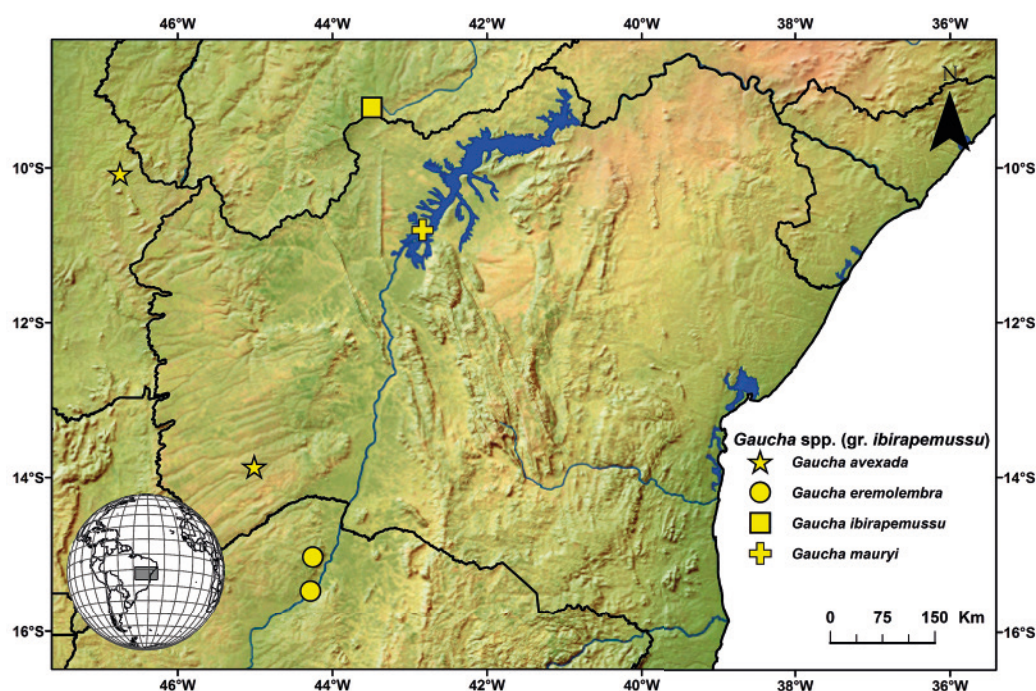 46°W 44°W 42°W 40°W 38°W 36°W
N
10°S 10°S
12°S 12°S
14°S 14°S
16°S 16°S
Gaucha spp. (gr. ibirapemussu)
Gaucha avexada
Gaucha eremolembra
Gaucha ibirapemussu
Gaucha mauryi
0 75 150 Km
46°W 44°W 42°W 40°W 38°W 36°W